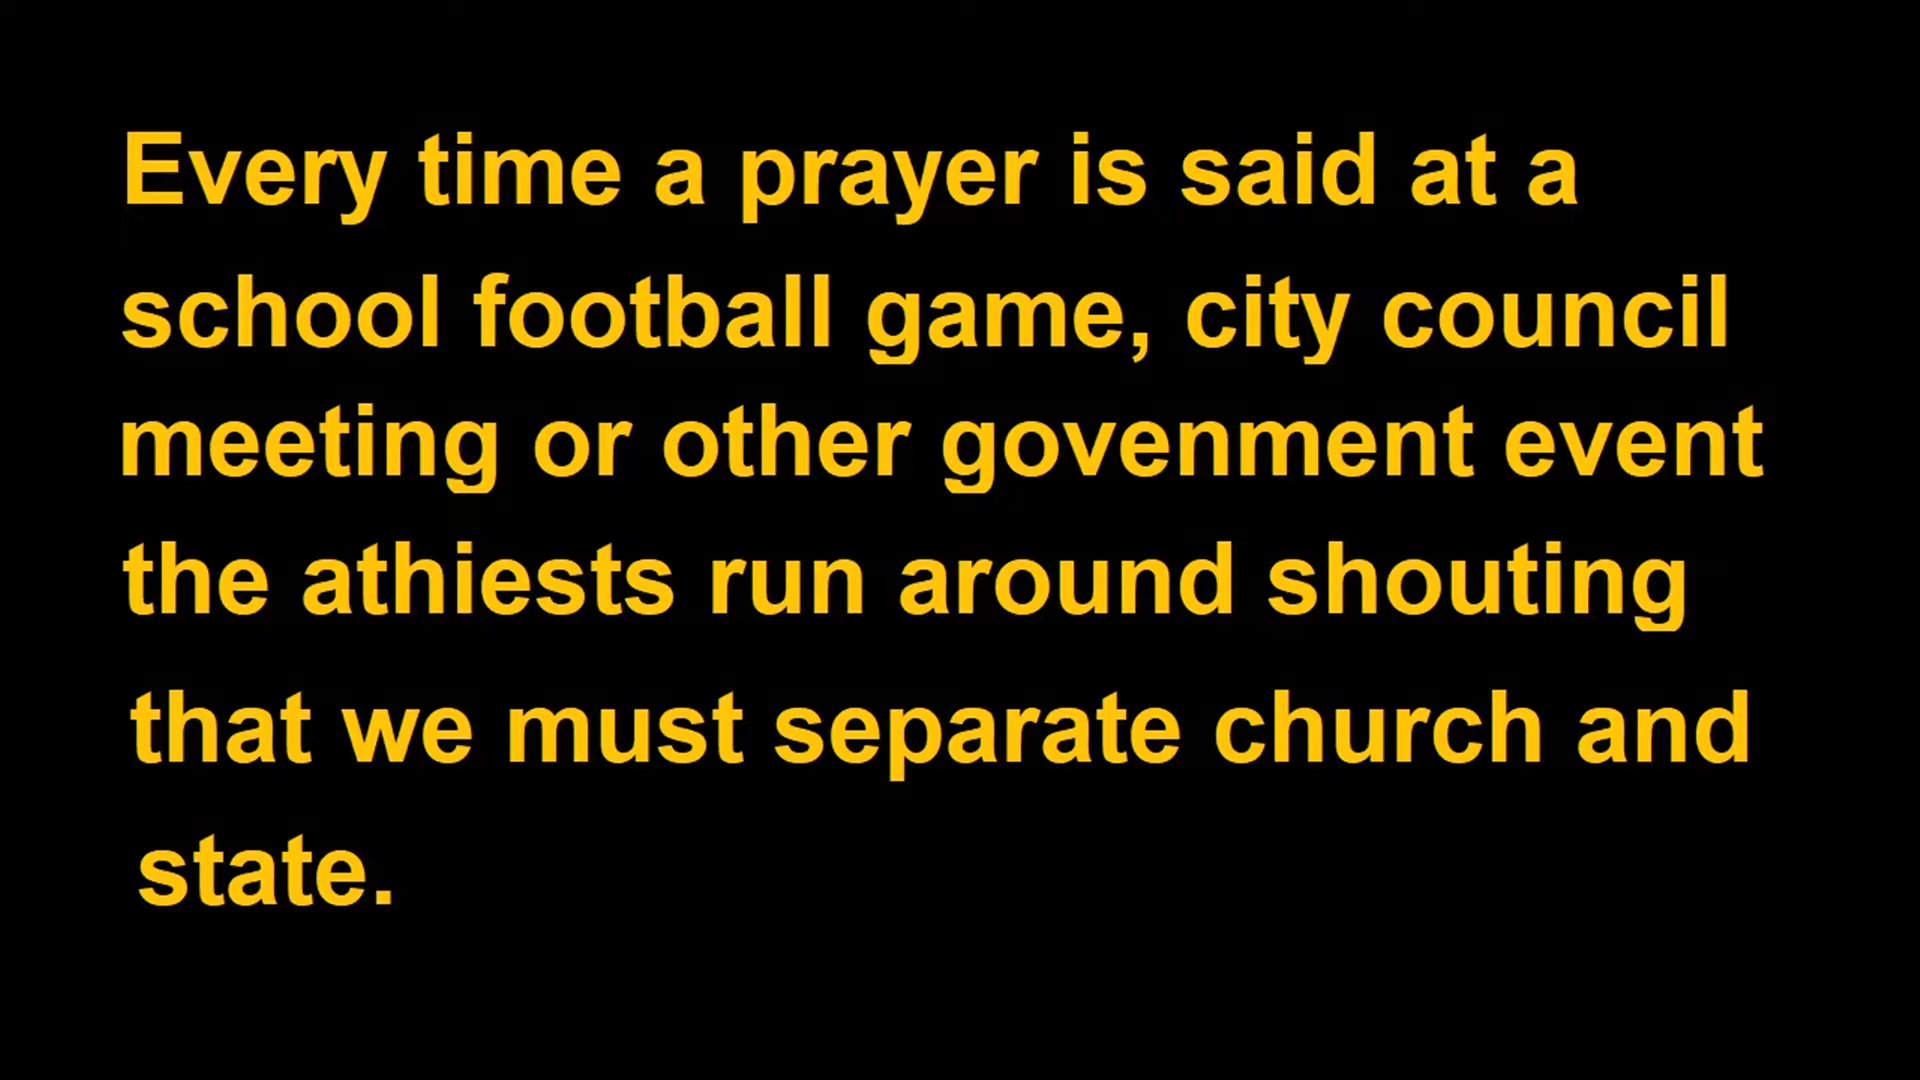 Every time a prayer is said at a
school football game, city council
meeting or other govenment event
the athiests run around shouting
that we must separate church and
state.